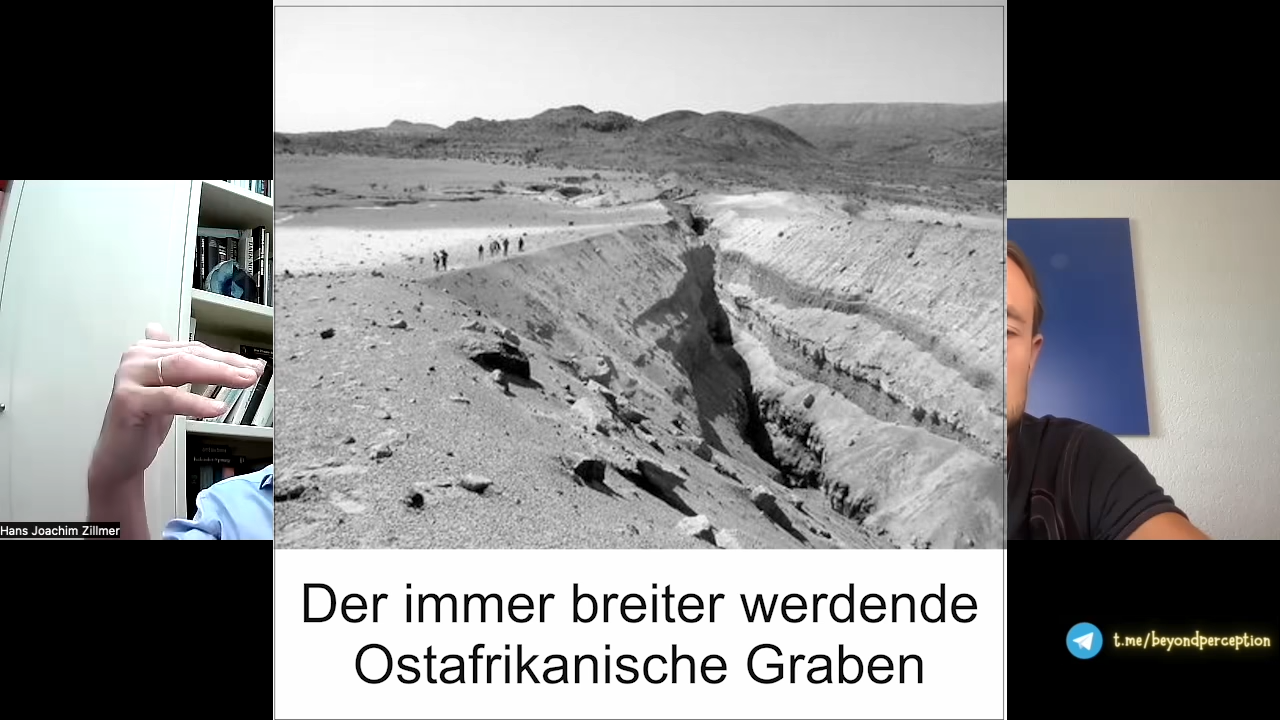 Hans Joachim Zillmer
Der immer breiter werdende
Ostafrikanische Graben
t.me/beyondperception